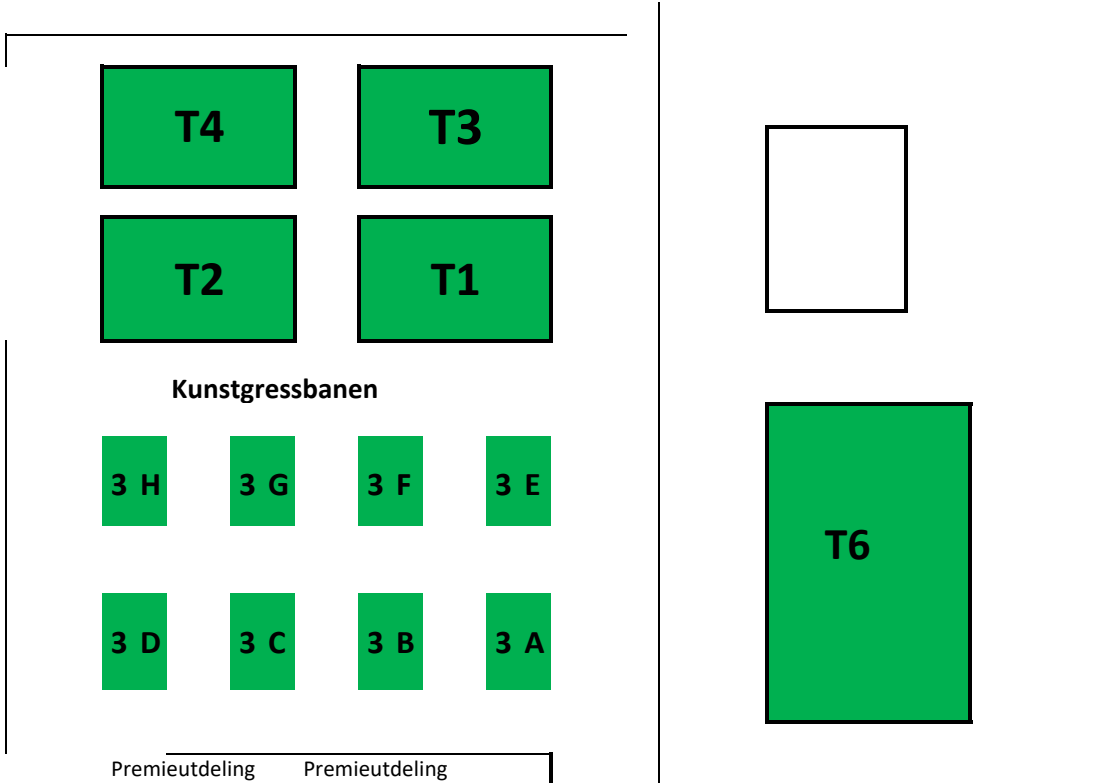 T4 T3
T2 T1
Kunstgressbanen
3 H 3 G 3 F 3 E
T6
3 D 3 C 3 B 3 A
Premieutdeling Premieutdeling